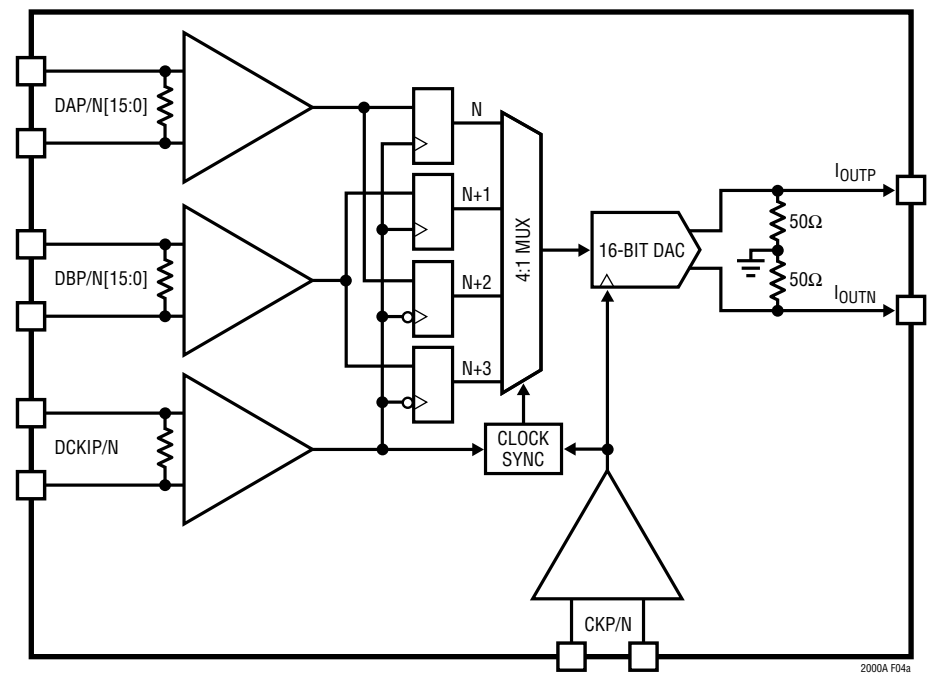 DAP/N[15:0]
DBP/N[15:0]
DCKIP/N
N
N+1
N+2
N+3
4:1 MUX
CLOCK
SYNC
16-BIT DAC
IOUTP
50Ω
50Ω
IOUTN
CKP/N
2000A F04a